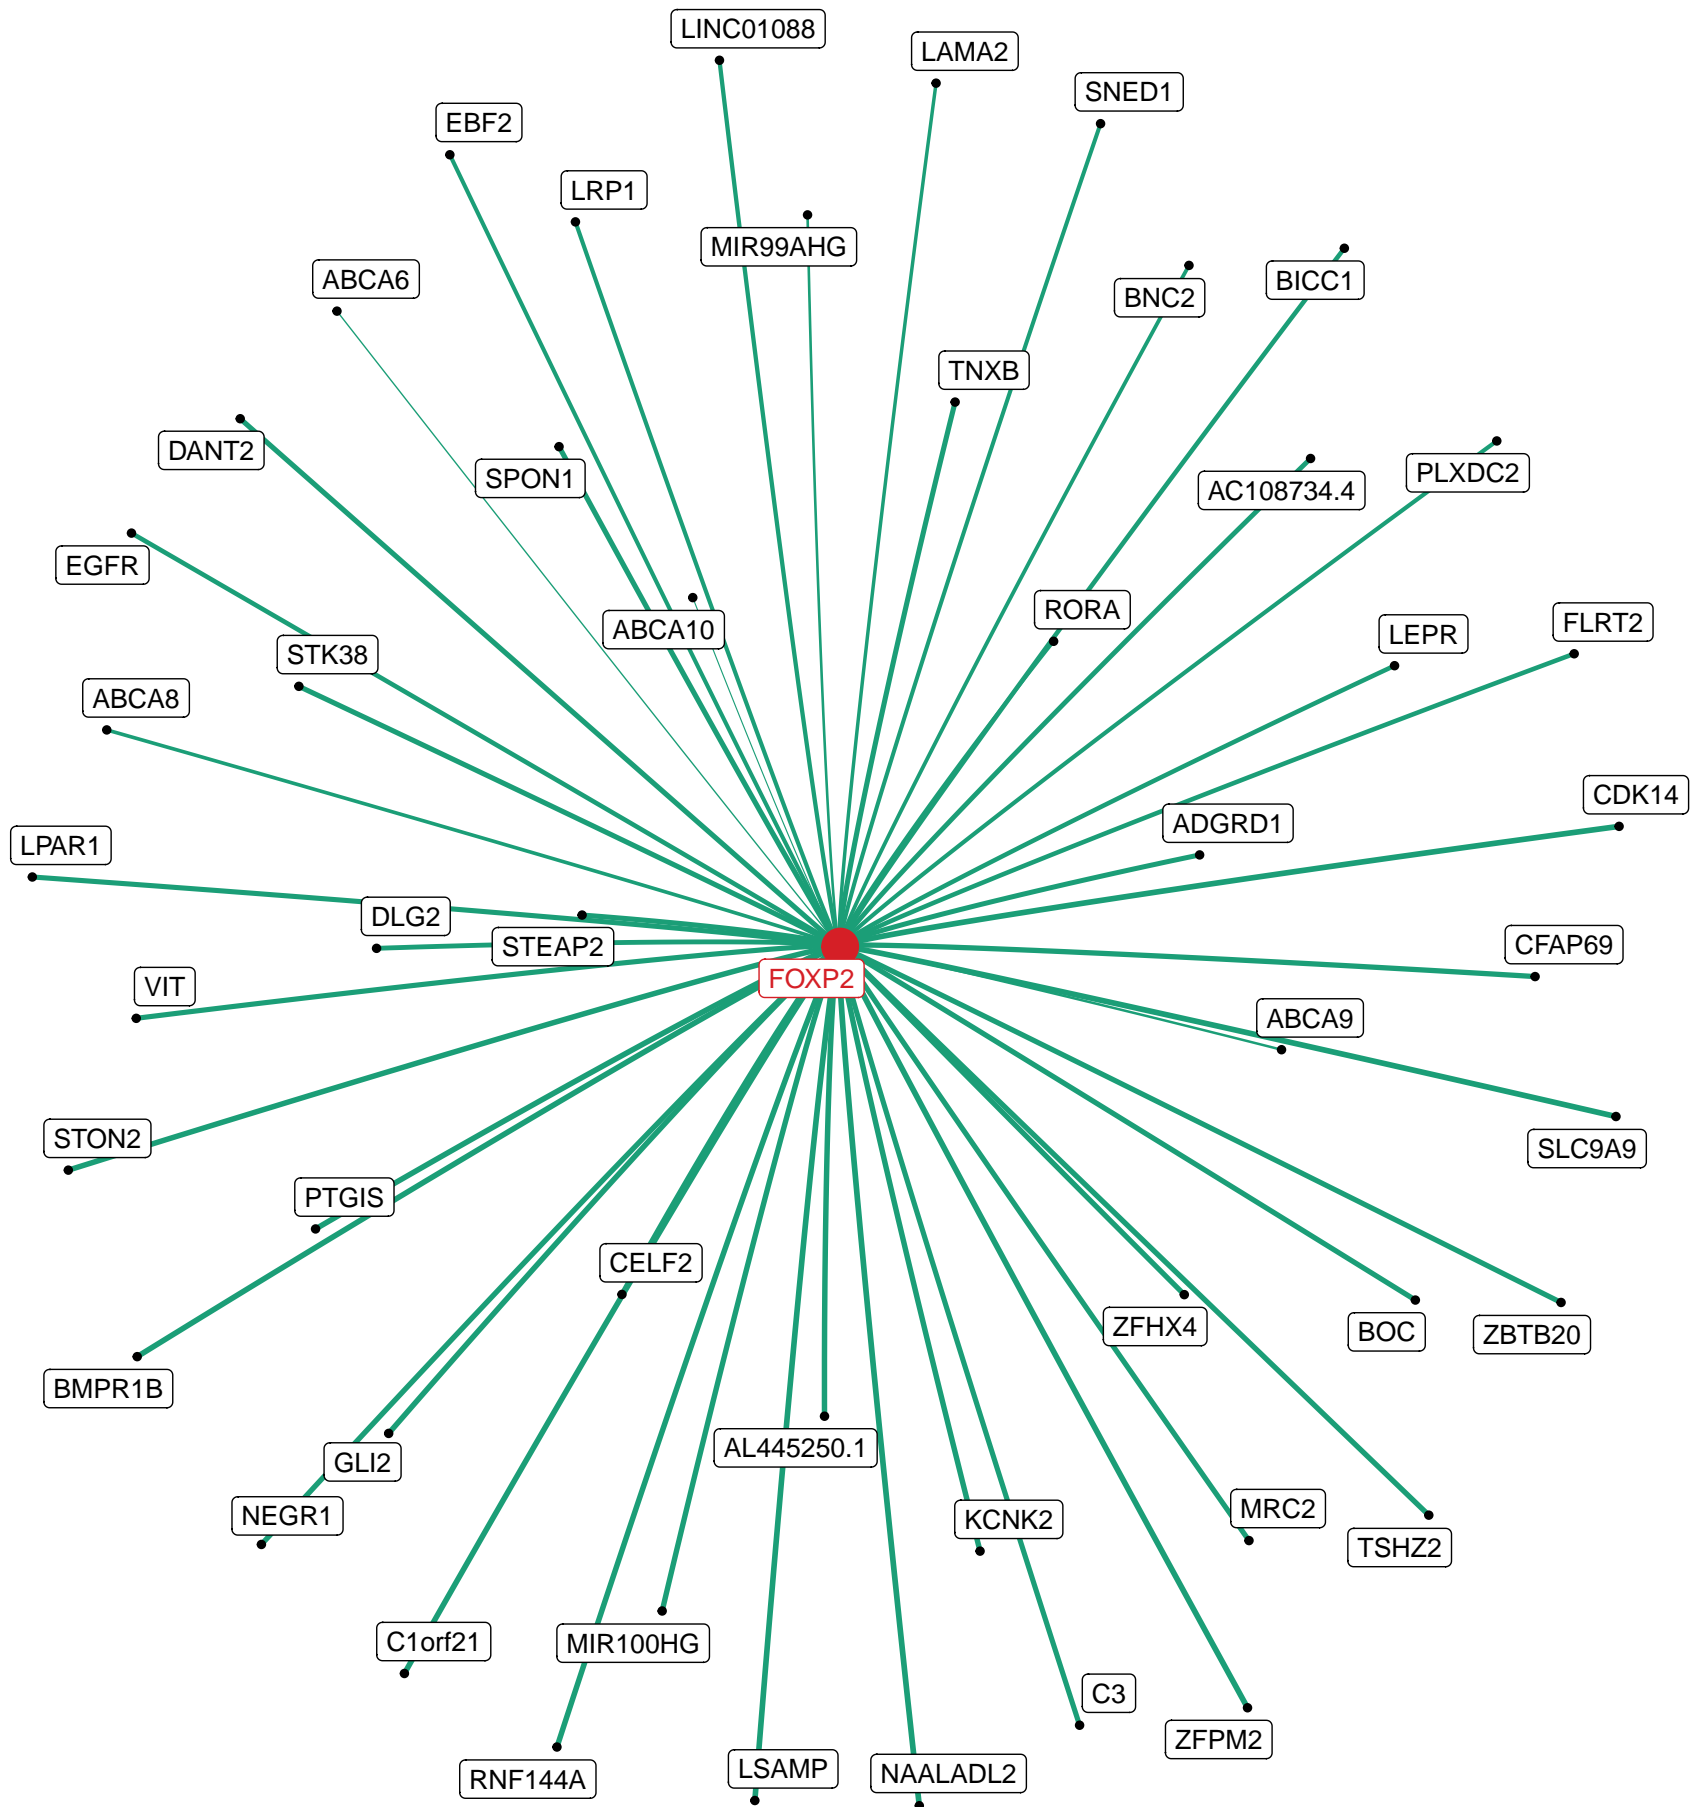 LINC01088
LAMA2
SNED1
EBF2
LRP1
MIR99AHG
ABCA6
BICC1
BNC2
TNXB
DANT2
SPON1
PLXDC2
AC108734.4
EGFR
RORA
FLRT2
ABCA10
LEPR
STK38
ABCA8
CDK14
ADGRD1
LPAR1
DLG2
STEAP2
CFAP69
FOXP2
VIT
ABCA9
STON2
SLC9A9
PTGIS
CELF2
ZFHX4
BOC
ZBTB20
BMPR1B
AL445250.1
GLI2
NEGR1
KCNK2
MRC2
TSHZ2
C1orf21
MIR100HG
C3
ZFPM2
RNF144A
LSAMP
NAALADL2